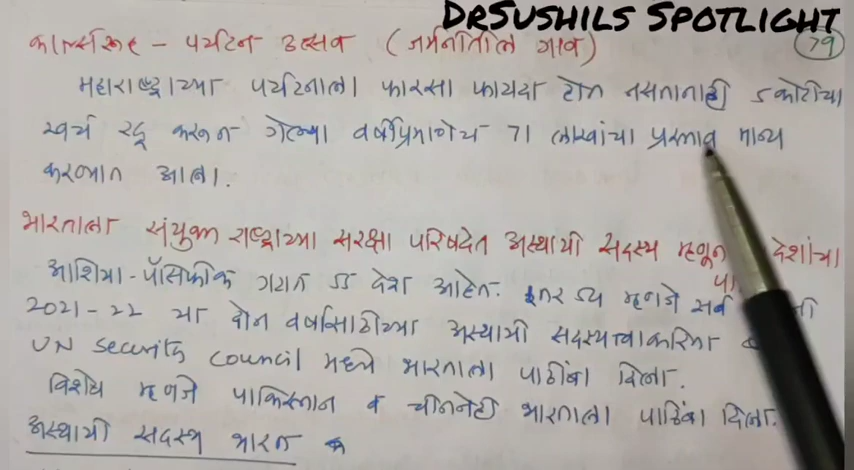 DRSUSHILS SPOTLIGHT
79
कार्ल्सरूह - पर्यटन उत्सव (जर्मनीतील गाव)
महाराष्ट्राच्या पर्यटनाला फारसा फायदा होत नसतानाही 5 कोटींचा
खर्च रद्द करून गेल्या वर्षीप्रमाणेच 71 लाखांचा प्रस्ताव मान्य
करण्यात आला.
भारताला संयुक्त राष्ट्राच्या सुरक्षा परिषदेत अस्थायी सदस्य म्हणून देशांचा
आशिया-पॅसिफिक गटात 55 देश आहेत. म्हणजे सर्व
2021-22 या दोन वर्षासाठीच्या अस्थायी सदस्यत्वाकरिता
UN Security Council मध्ये भारताला पाठींबा दिला.
विशेष म्हणजे पाकिस्तान व चीननेही भारताला पाठिंबा दिला.
अस्थायी सदस्य भारत